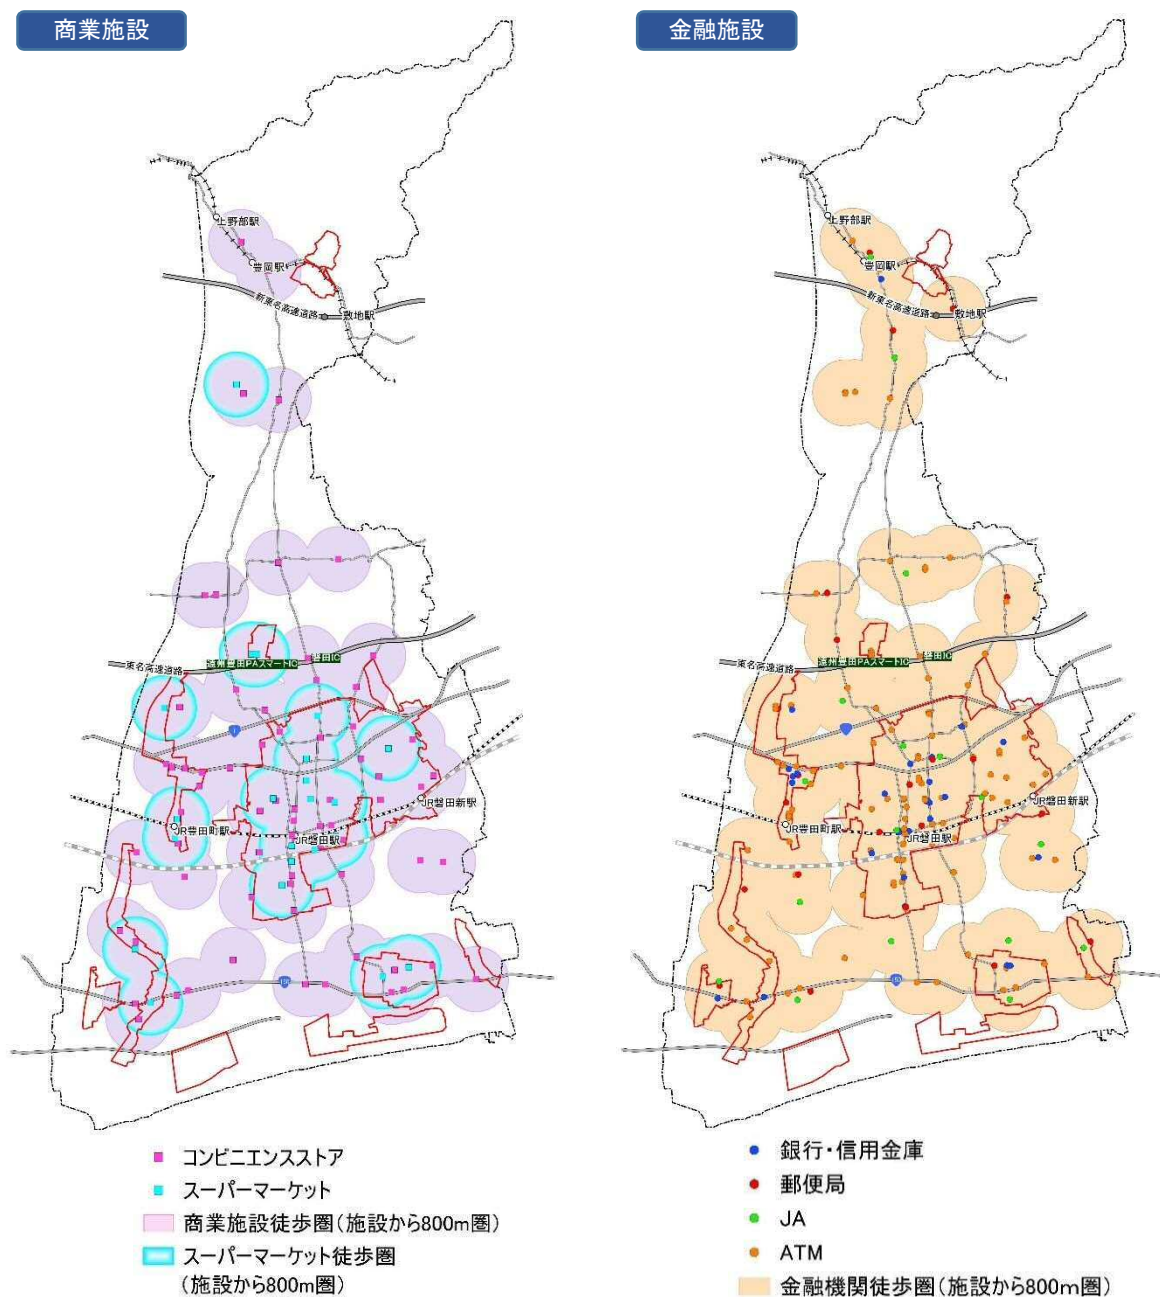 商業施設
上野部駅
豊岡駅
新東名高速道路
敷地駅
東名高速道路
遠州豊田PAスマートIC
磐田IC
1
JR磐田新駅
JR豊田町駅
JR磐田駅
150
コンビニエンスストア
スーパーマーケット
商業施設徒歩圏(施設から800m圏)
スーパーマーケット徒歩圏
(施設から800m圏)
金融施設
上野部駅
豊岡駅
新東名高速道路
敷地駅
東名高速道路
遠州豊田PAスマートIC
磐田IC
JR磐田新駅
JR豊田町駅
JR磐田駅
150
銀行・信用金庫
郵便局
JA
ATM
金融機関徒歩圏(施設から800m圏)